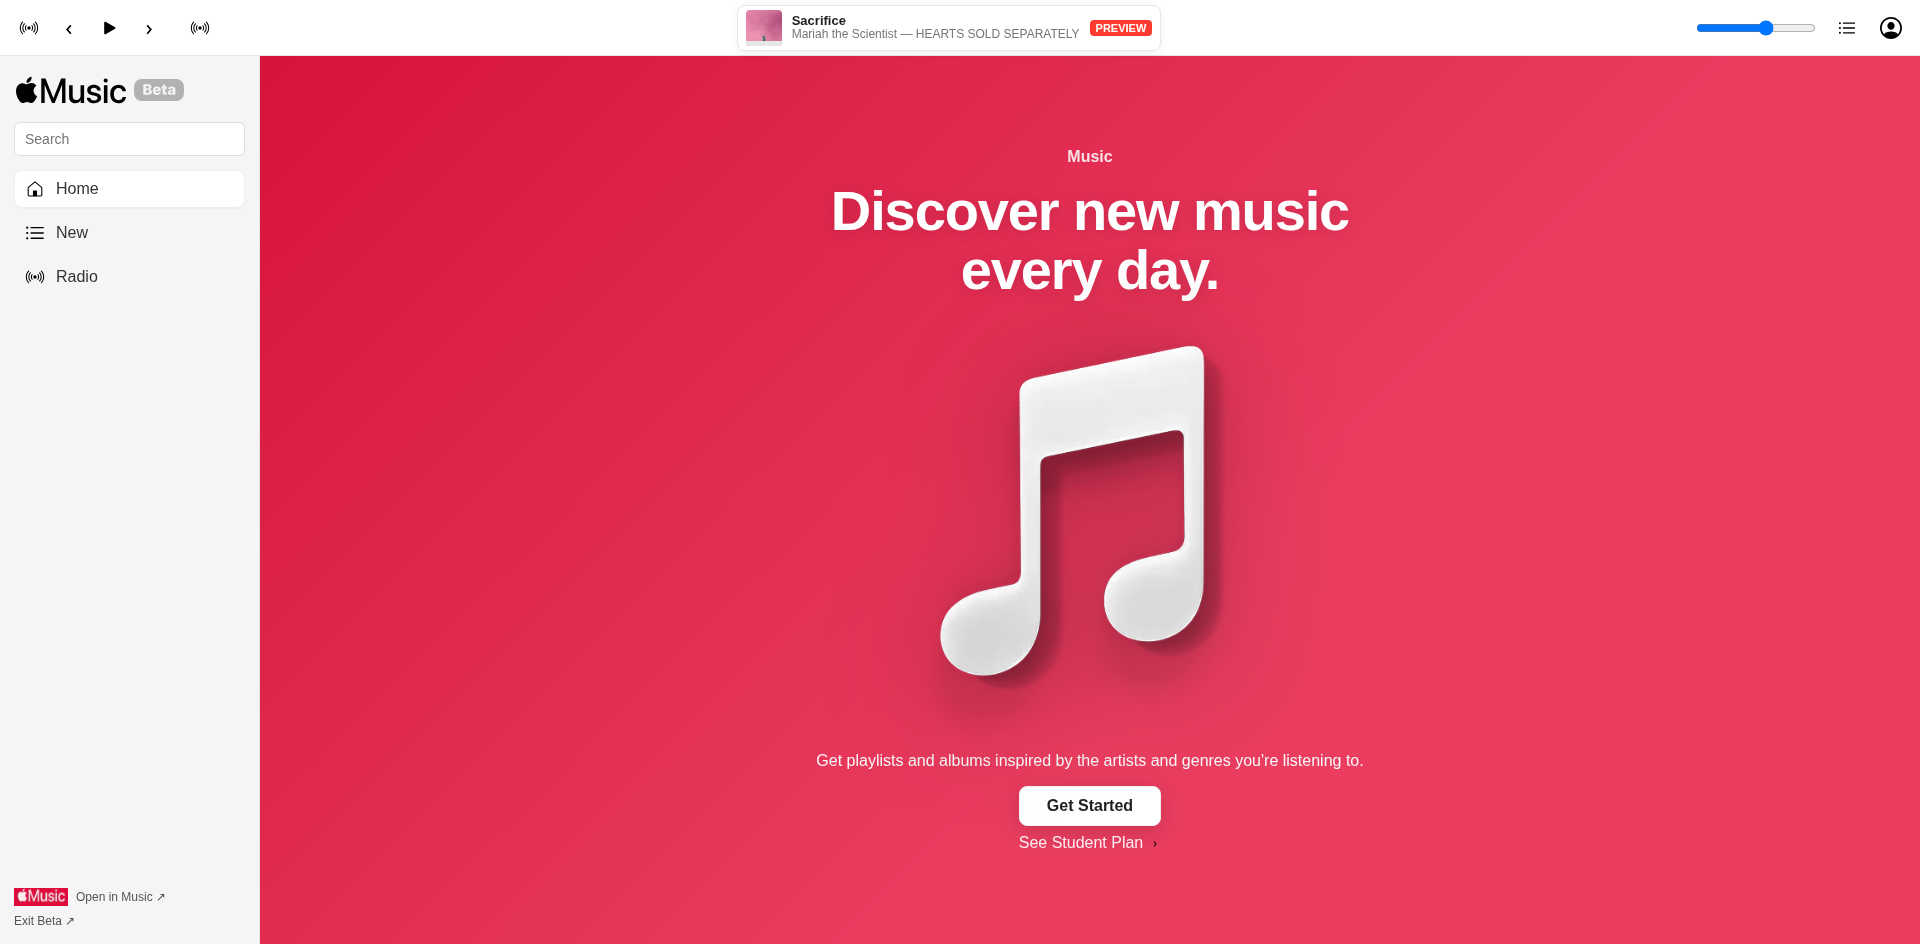 Sacrifice
Mariah the Scientist — HEARTS SOLD SEPARATELY
PREVIEW
Music Beta
Search
Home
New
Radio
Music
Discover new music
every day.
Get playlists and albums inspired by the artists and genres you're listening to.
Get Started
See Student Plan ›
Music Open in Music ↗
Exit Beta ↗